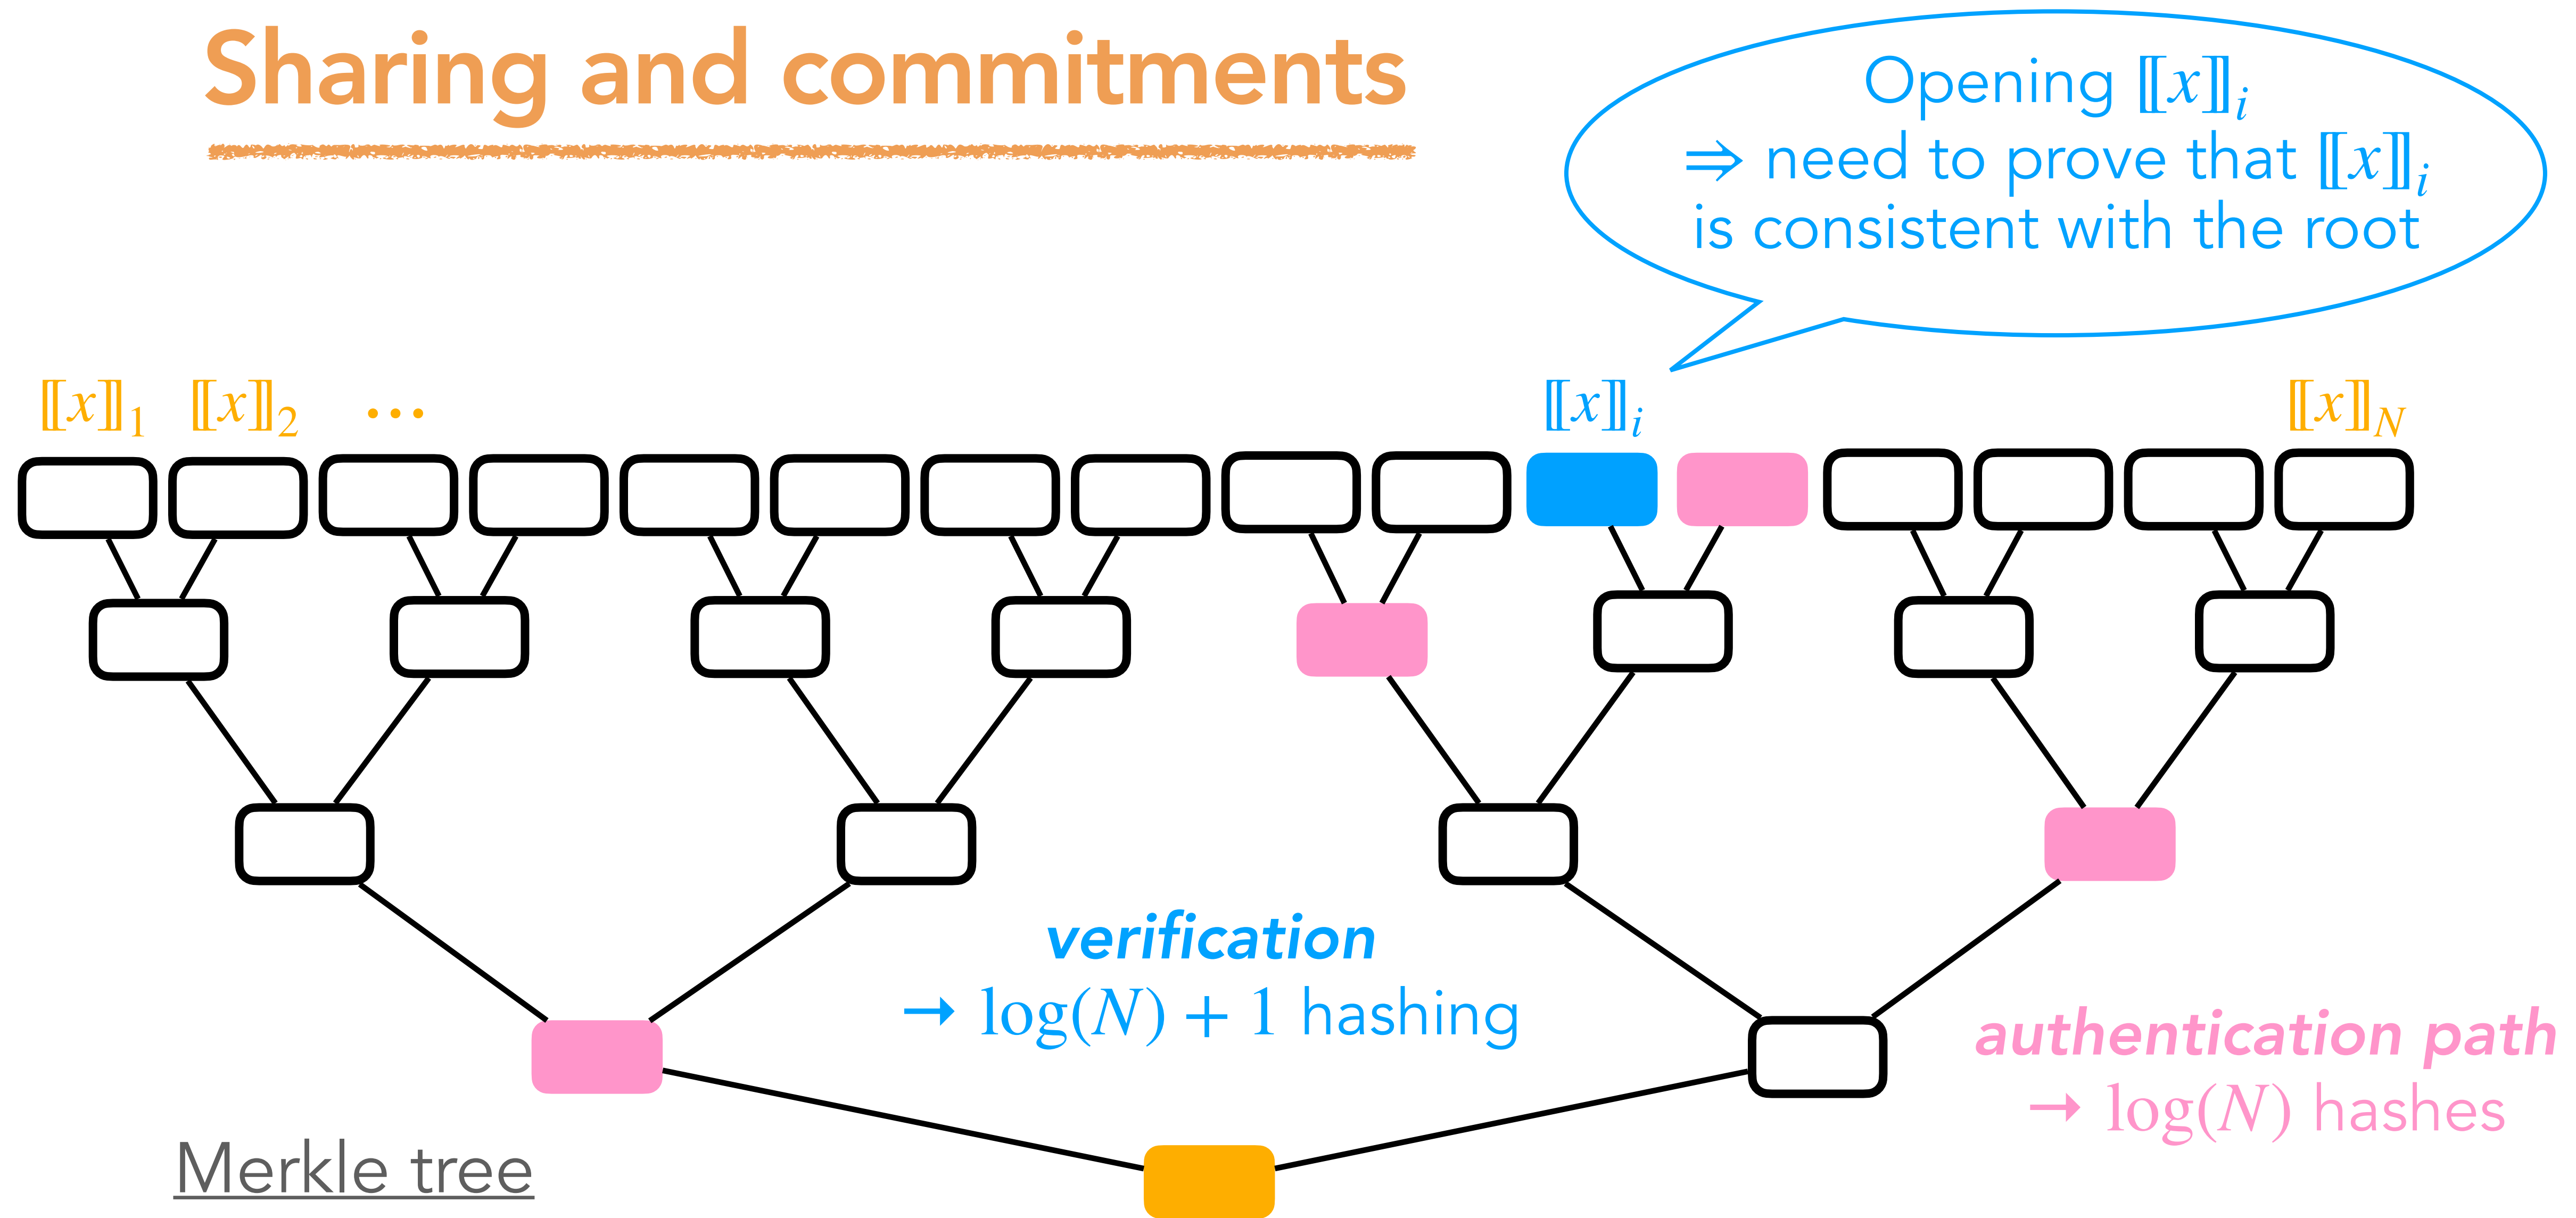 Sharing and commitments
Opening ⟦x⟧ᵢ
⇒ need to prove that ⟦x⟧ᵢ
is consistent with the root
⟦x⟧₁ ⟦x⟧₂ … ⟦x⟧ᵢ ⟦x⟧_N
verification
→ log(N) + 1 hashing
authentication path
→ log(N) hashes
Merkle tree